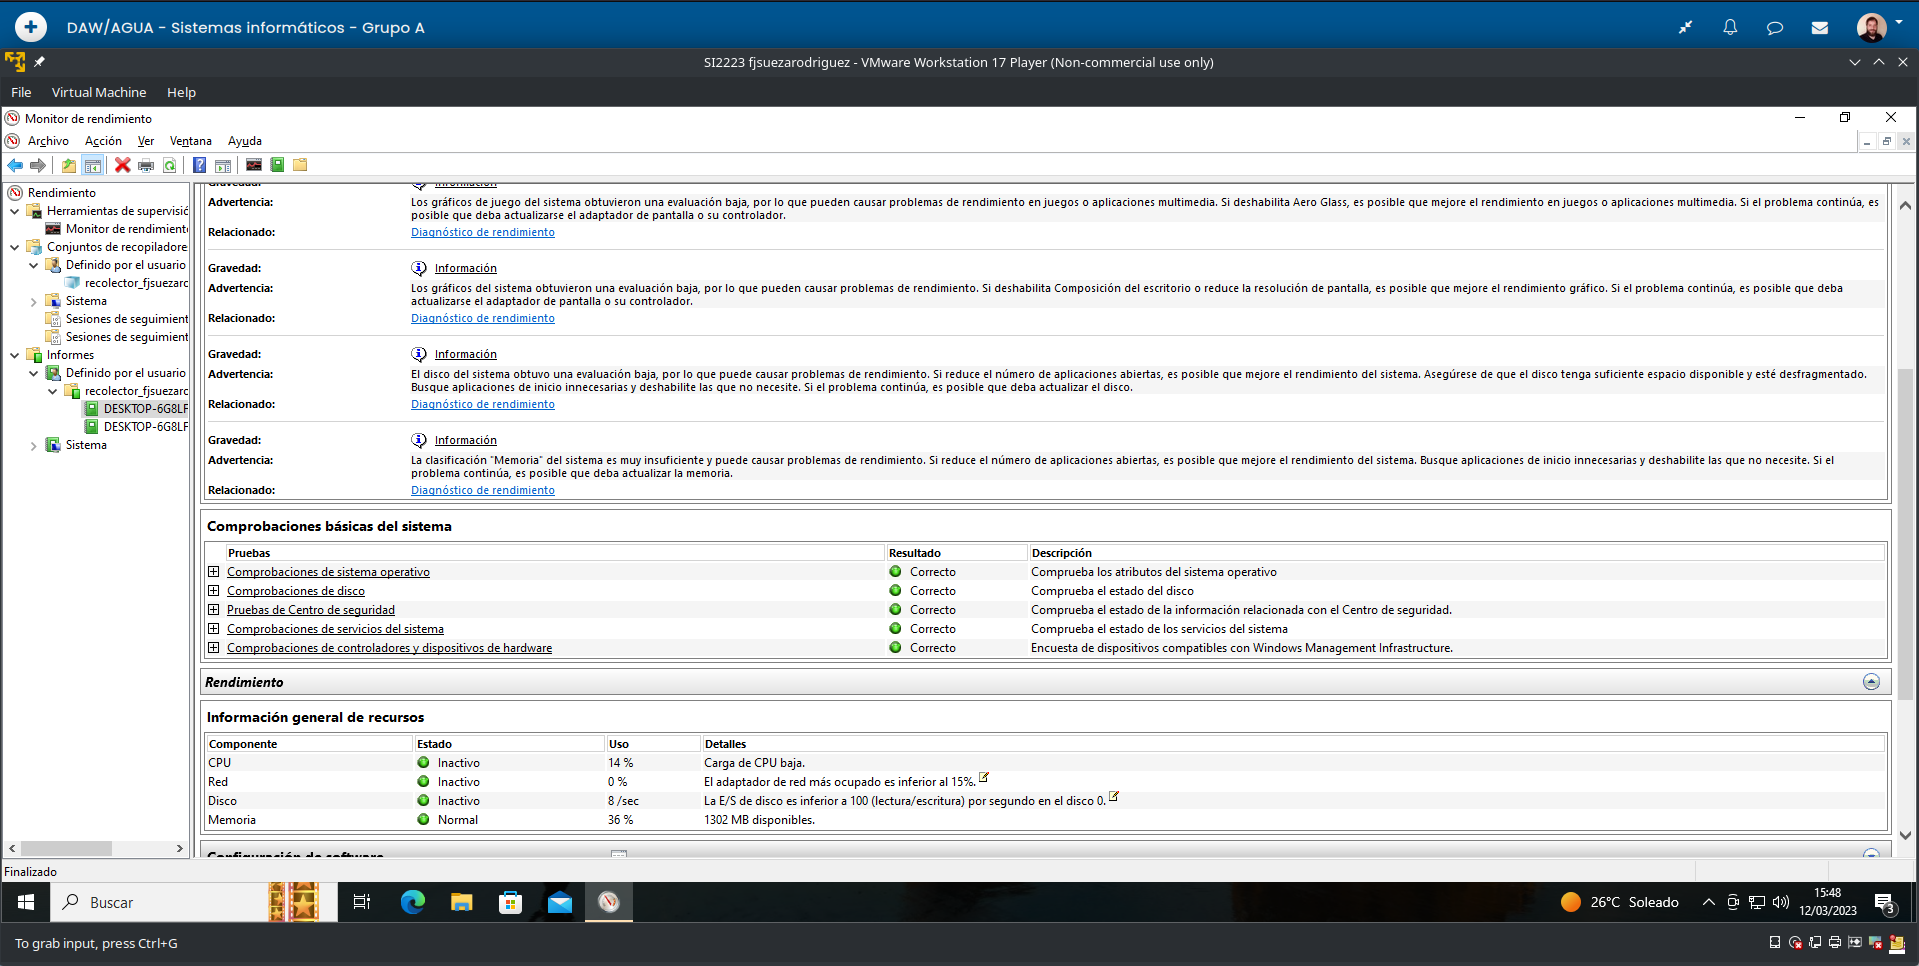 DAW/AGUA - Sistemas informáticos - Grupo A
SI2223 fjsuezarodriguez - VMware Workstation 17 Player (Non-commercial use only)
File Virtual Machine Help
Monitor de rendimiento
Archivo Acción Ver Ventana Ayuda
Rendimiento
Herramientas de supervisió
Monitor de rendimient
Conjuntos de recopiladore
Definido por el usuario
recolector_fjsuezarc
Sistema
Sesiones de seguimient
Sesiones de seguimient
Informes
Definido por el usuario
recolector_fjsuezarc
DESKTOP-6G8LF
DESKTOP-6G8LF
Sistema
Gravedad: Información
Advertencia: Los gráficos de juego del sistema obtuvieron una evaluación baja, por lo que pueden causar problemas de rendimiento en juegos o aplicaciones multimedia. Si deshabilita Aero Glass, es posible que mejore el rendimiento en juegos o aplicaciones multimedia. Si el problema continúa, es
posible que deba actualizarse el adaptador de pantalla o su controlador.
Relacionado: Diagnóstico de rendimiento
Gravedad: Información
Advertencia: Los gráficos del sistema obtuvieron una evaluación baja, por lo que pueden causar problemas de rendimiento. Si deshabilita Composición del escritorio o reduce la resolución de pantalla, es posible que mejore el rendimiento gráfico. Si el problema continúa, es posible que deba
actualizarse el adaptador de pantalla o su controlador.
Relacionado: Diagnóstico de rendimiento
Gravedad: Información
Advertencia: El disco del sistema obtuvo una evaluación baja, por lo que puede causar problemas de rendimiento. Si reduce el número de aplicaciones abiertas, es posible que mejore el rendimiento del sistema. Asegúrese de que el disco tenga suficiente espacio disponible y esté desfragmentado.
Busque aplicaciones de inicio innecesarias y deshabilite las que no necesite. Si el problema continúa, es posible que deba actualizar el disco.
Relacionado: Diagnóstico de rendimiento
Gravedad: Información
Advertencia: La clasificación "Memoria" del sistema es muy insuficiente y puede causar problemas de rendimiento. Si reduce el número de aplicaciones abiertas, es posible que mejore el rendimiento del sistema. Busque aplicaciones de inicio innecesarias y deshabilite las que no necesite. Si el
problema continúa, es posible que deba actualizar la memoria.
Relacionado: Diagnóstico de rendimiento
Comprobaciones básicas del sistema
Pruebas Resultado Descripción
Comprobaciones de sistema operativo Correcto Comprueba los atributos del sistema operativo
Comprobaciones de disco Correcto Comprueba el estado del disco
Pruebas de Centro de seguridad Correcto Comprueba el estado de la información relacionada con el Centro de seguridad.
Comprobaciones de servicios del sistema Correcto Comprueba el estado de los servicios del sistema
Comprobaciones de controladores y dispositivos de hardware Correcto Encuesta de dispositivos compatibles con Windows Management Infrastructure.
Rendimiento
Información general de recursos
Componente Estado Uso Detalles
CPU Inactivo 14 % Carga de CPU baja.
Red Inactivo 0 % El adaptador de red más ocupado es inferior al 15%.
Disco Inactivo 8 /sec La E/S de disco es inferior a 100 (lectura/escritura) por segundo en el disco 0.
Memoria Normal 36 % 1302 MB disponibles.
Configuración de software
Finalizado
Buscar
26°C Soleado
15:48
12/03/2023
3
To grab input, press Ctrl+G